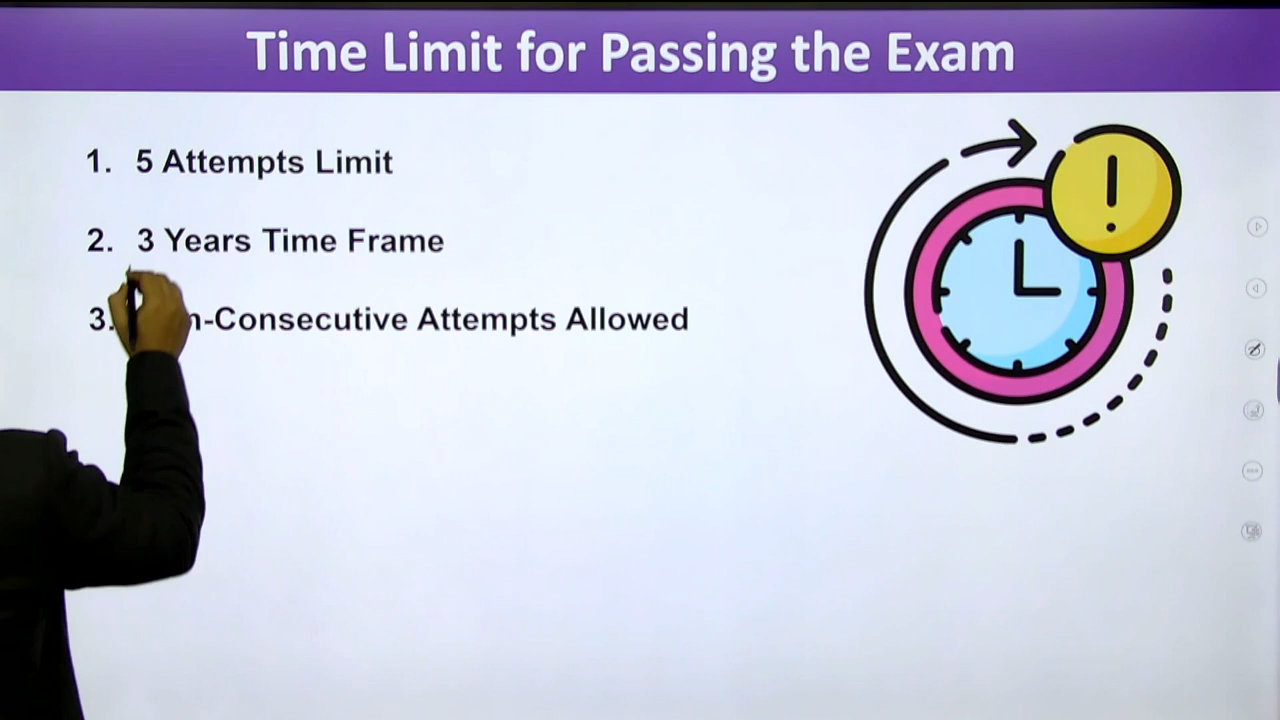 Time Limit for Passing the Exam
1. 5 Attempts Limit
2. 3 Years Time Frame
3. -Consecutive Attempts Allowed